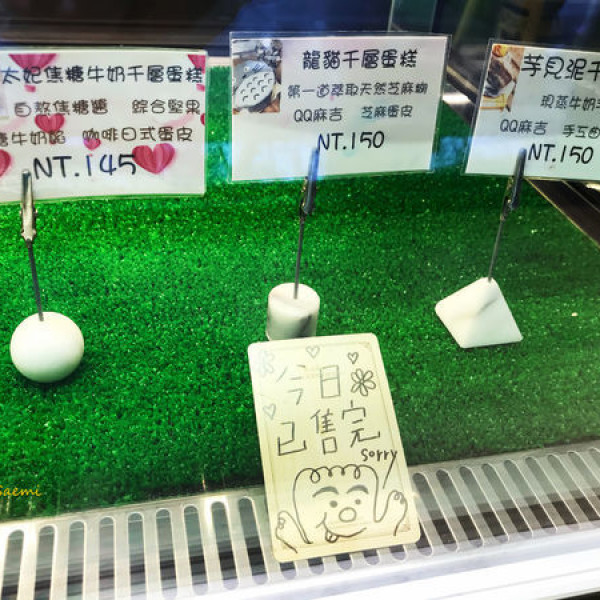 太妃焦糖牛奶千層蛋糕
自熬焦糖醬 綜合堅果
糖牛奶餡 咖啡日式蛋皮
NT.145
龍貓千層蛋糕
第一道萃取天然芝麻糊
QQ麻吉 芝麻蛋皮
NT.150
芋見泥千
現蒸牛奶芋
QQ麻吉 手工
NT.150
今日
已售完
sorry
Saemi